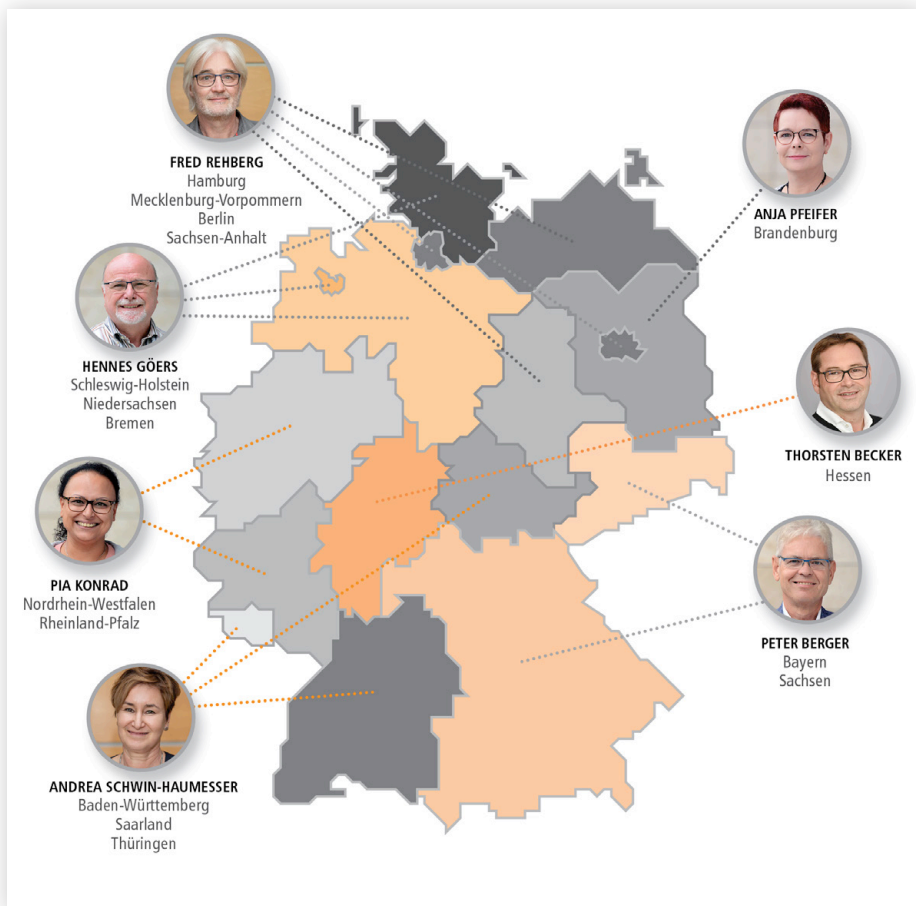 FRED REHBERG
Hamburg
Mecklenburg-Vorpommern
Berlin
Sachsen-Anhalt
ANJA PFEIFER
Brandenburg
HENNES GÖERS
Schleswig-Holstein
Niedersachsen
Bremen
THORSTEN BECKER
Hessen
PIA KONRAD
Nordrhein-Westfalen
Rheinland-Pfalz
PETER BERGER
Bayern
Sachsen
ANDREA SCHWIN-HAUMESSER
Baden-Württemberg
Saarland
Thüringen